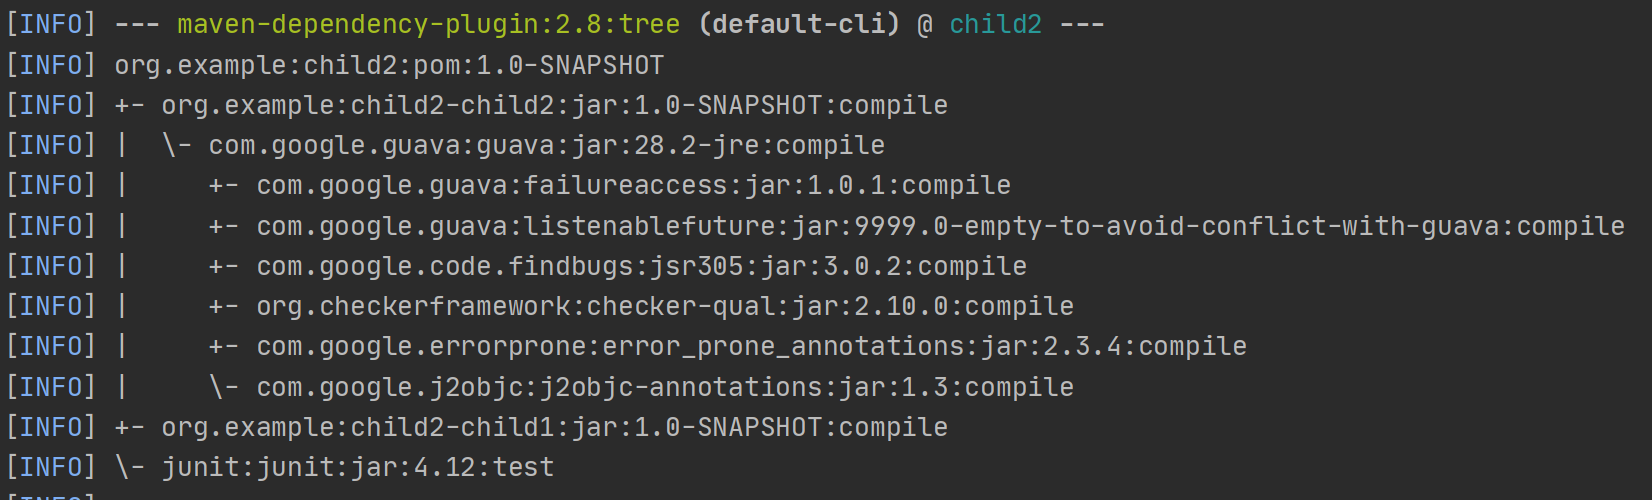 [INFO] --- maven-dependency-plugin:2.8:tree (default-cli) @ child2 ---
[INFO] org.example:child2:pom:1.0-SNAPSHOT
[INFO] +- org.example:child2-child2:jar:1.0-SNAPSHOT:compile
[INFO] |  \- com.google.guava:guava:jar:28.2-jre:compile
[INFO] |     +- com.google.guava:failureaccess:jar:1.0.1:compile
[INFO] |     +- com.google.guava:listenablefuture:jar:9999.0-empty-to-avoid-conflict-with-guava:compile
[INFO] |     +- com.google.code.findbugs:jsr305:jar:3.0.2:compile
[INFO] |     +- org.checkerframework:checker-qual:jar:2.10.0:compile
[INFO] |     +- com.google.errorprone:error_prone_annotations:jar:2.3.4:compile
[INFO] |     \- com.google.j2objc:j2objc-annotations:jar:1.3:compile
[INFO] +- org.example:child2-child1:jar:1.0-SNAPSHOT:compile
[INFO] \- junit:junit:jar:4.12:test